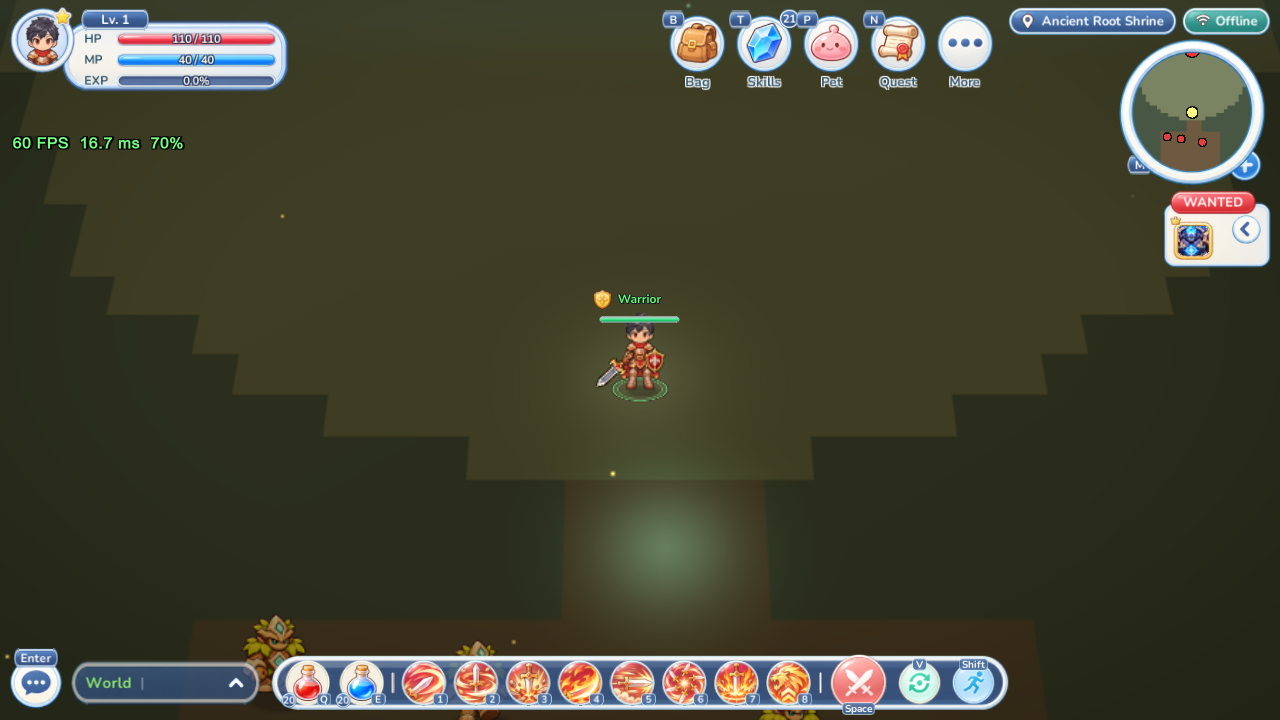 Lv. 1
HP 110 / 110
MP 40 / 40
EXP 0.0%
60 FPS 16.7 ms 70%
B
T
21
P
N
Bag
Skills
Pet
Quest
More
Ancient Root Shrine
Offline
M
WANTED
Warrior
Enter
World
20
Q
20
E
1
2
3
4
5
6
7
8
Space
V
Shift